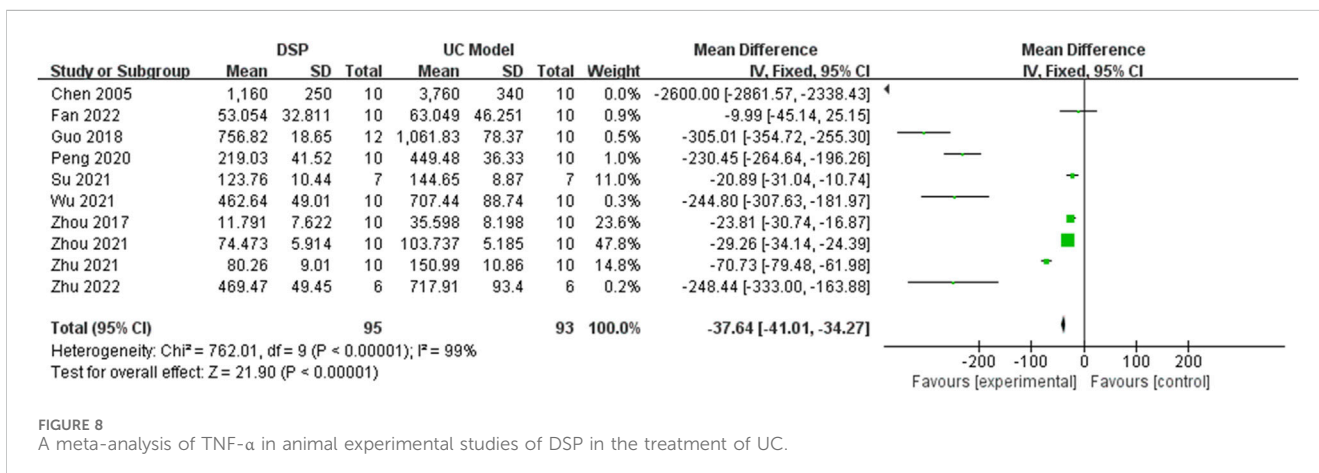 DSP UC Model Mean Difference Mean Difference
Study or Subgroup Mean SD Total Mean SD Total Weight IV, Fixed, 95% CI IV, Fixed, 95% CI
Chen 2005 1,160 250 10 3,760 340 10 0.0% -2600.00 [-2861.57, -2338.43]
Fan 2022 53.054 32.811 10 63.049 46.251 10 0.9% -9.99 [-45.14, 25.15]
Guo 2018 756.82 18.65 12 1,061.83 78.37 10 0.5% -305.01 [-354.72, -255.30]
Peng 2020 219.03 41.52 10 449.48 36.33 10 1.0% -230.45 [-264.64, -196.26]
Su 2021 123.76 10.44 7 144.65 8.87 7 11.0% -20.89 [-31.04, -10.74]
Wu 2021 462.64 49.01 10 707.44 88.74 10 0.3% -244.80 [-307.63, -181.97]
Zhou 2017 11.791 7.622 10 35.598 8.198 10 23.6% -23.81 [-30.74, -16.87]
Zhou 2021 74.473 5.914 10 103.737 5.185 10 47.8% -29.26 [-34.14, -24.39]
Zhu 2021 80.26 9.01 10 150.99 10.86 10 14.8% -70.73 [-79.48, -61.98]
Zhu 2022 469.47 49.45 6 717.91 93.4 6 0.2% -248.44 [-333.00, -163.88]
Total (95% CI) 95 93 100.0% -37.64 [-41.01, -34.27]
Heterogeneity: Chi² = 762.01, df = 9 (P < 0.00001); I² = 99%
Test for overall effect: Z = 21.90 (P < 0.00001)
-200 -100 0 100 200
Favours [experimental] Favours [control]
FIGURE 8
A meta-analysis of TNF-α in animal experimental studies of DSP in the treatment of UC.